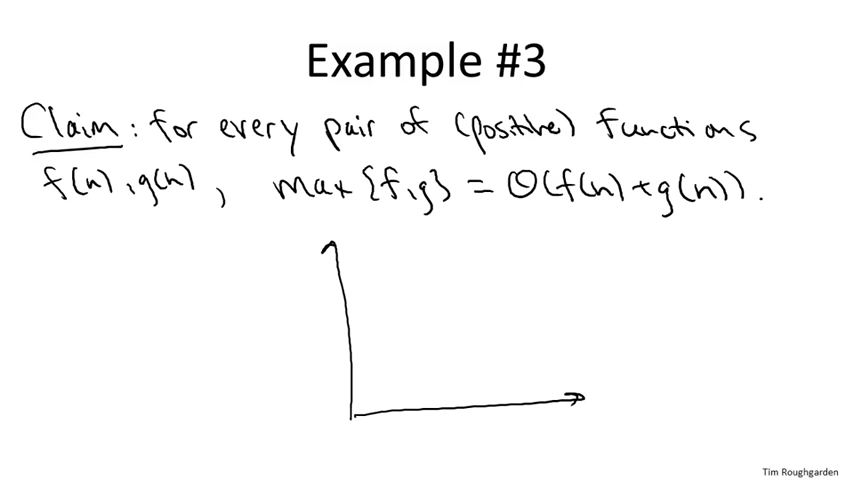 Example #3
Claim: for every pair of (positive) functions
f(n), g(n), max{f,g} = Θ(f(n)+g(n)).
Tim Roughgarden